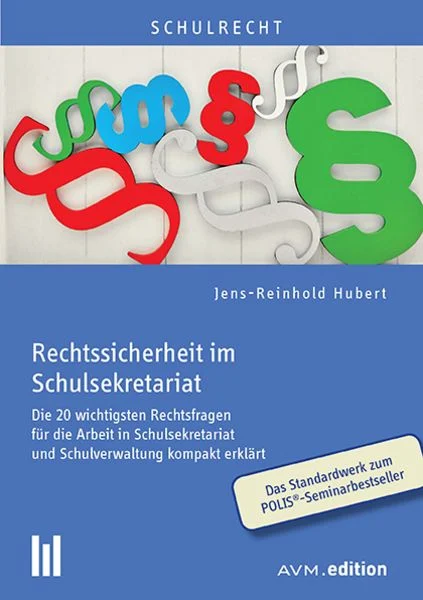 SCHULRECHT
Jens-Reinhold Hubert
Rechtssicherheit im
Schulsekretariat
Die 20 wichtigsten Rechtsfragen
für die Arbeit in Schulsekretariat
und Schulverwaltung kompakt erklärt
Das Standardwerk zum
POLIS®-Seminarbestseller
AVM.edition